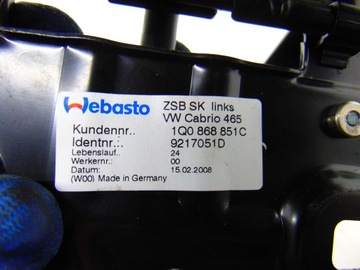 Webasto ZSB SK links
VW Cabrio 465
Kundennr.. 1Q0 868 851C
Identnr.:. 9217051D
Lebenslauf.. 24
Werkernr.: 00
Datum: 15.02.2008
(W00) Made in Germany